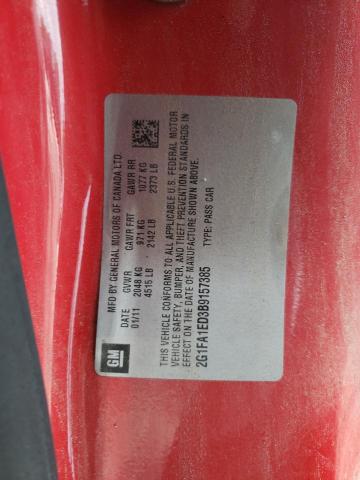 MFD BY GENERAL MOTORS OF CANADA LTD
DATE GVWR GAWR FRT GAWR RR
01/11 2048 KG 971 KG 1077 KG
4515 LB 2142 LB 2373 LB
THIS VEHICLE CONFORMS TO ALL APPLICABLE U.S. FEDERAL MOTOR
VEHICLE SAFETY, BUMPER, AND THEFT PREVENTION STANDARDS IN
EFFECT ON THE DATE OF MANUFACTURE SHOWN ABOVE.
2G1FA1ED3B9157385 TYPE: PASS CAR
GM